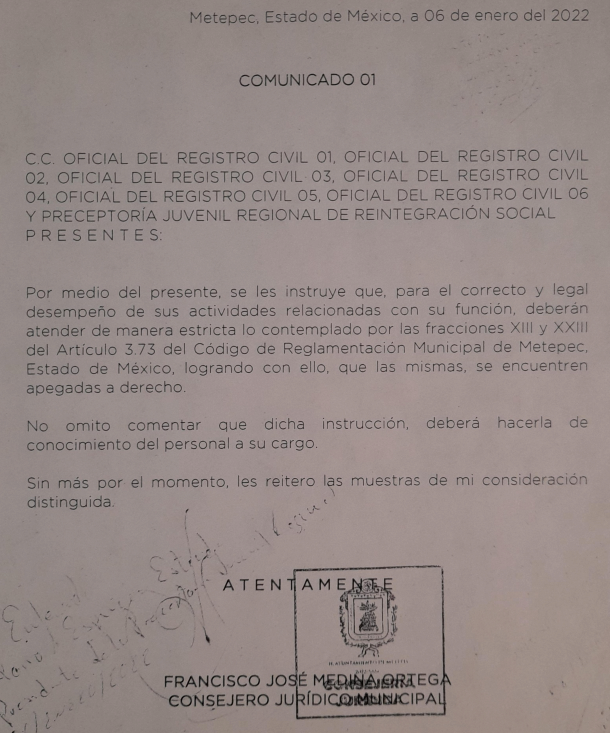 Metepec, Estado de México, a 06 de enero del 2022
COMUNICADO 01
C.C. OFICIAL DEL REGISTRO CIVIL 01, OFICIAL DEL REGISTRO CIVIL
02, OFICIAL DEL REGISTRO CIVIL 03, OFICIAL DEL REGISTRO CIVIL
04, OFICIAL DEL REGISTRO CIVIL 05, OFICIAL DEL REGISTRO CIVIL 06
Y PRECEPTORÍA JUVENIL REGIONAL DE REINTEGRACIÓN SOCIAL
P R E S E N T E S:
Por medio del presente, se les instruye que, para el correcto y legal
desempeño de sus actividades relacionadas con su función, deberán
atender de manera estricta lo contemplado por las fracciones XIII y XXIII
del Artículo 3.73 del Código de Reglamentación Municipal de Metepec,
Estado de México, logrando con ello, que las mismas, se encuentren
apegadas a derecho.
No omito comentar que dicha instrucción, deberá hacerla de
conocimiento del personal a su cargo.
Sin más por el momento, les reitero las muestras de mi consideración
distinguida.
A T E N T A M E N T E
FRANCISCO JOSÉ MEDINA ORTEGA
CONSEJERÍA
CONSEJERO JURÍDICO MUNICIPAL
JURÍDICA